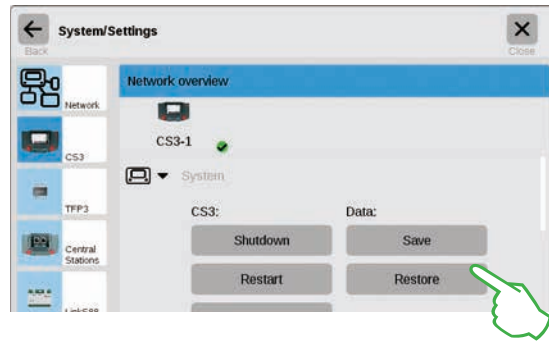 System/Settings
Back
Close
Network
Network overview
CS3-1
CS3
System
TFP3
CS3:
Data:
Shutdown
Save
Central
Stations
Restart
Restore